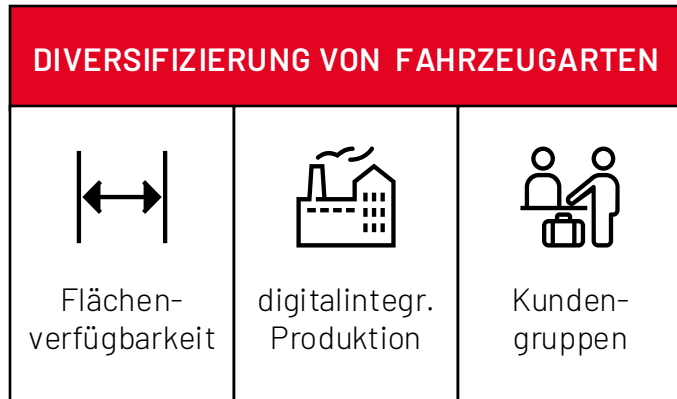 DIVERSIFIZIERUNG VON FAHRZEUGARTEN
Flächen-
verfügbarkeit
digitalintegr.
Produktion
Kunden-
gruppen